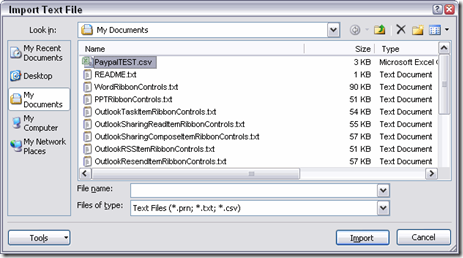 Import Text File
Look in: My Documents
My Recent Documents
Desktop
My Documents
My Computer
My Network Places
Name Size Type
PaypalTEST.csv 3 KB Microsoft Excel C
README.txt 1 KB Text Document
WordRibbonControls.txt 90 KB Text Document
PPTRibbonControls.txt 51 KB Text Document
OutlookTaskItemRibbonControls.txt 54 KB Text Document
OutlookSharingReadItemRibbonControls.txt 55 KB Text Document
OutlookSharingComposeItemRibbonControls.txt 57 KB Text Document
OutlookRSSItemRibbonControls.txt 51 KB Text Document
OutlookResendItemRibbonControls.txt 57 KB Text Document
File name:
Files of type: Text Files (*.prn; *.txt; *.csv)
Tools Import Cancel